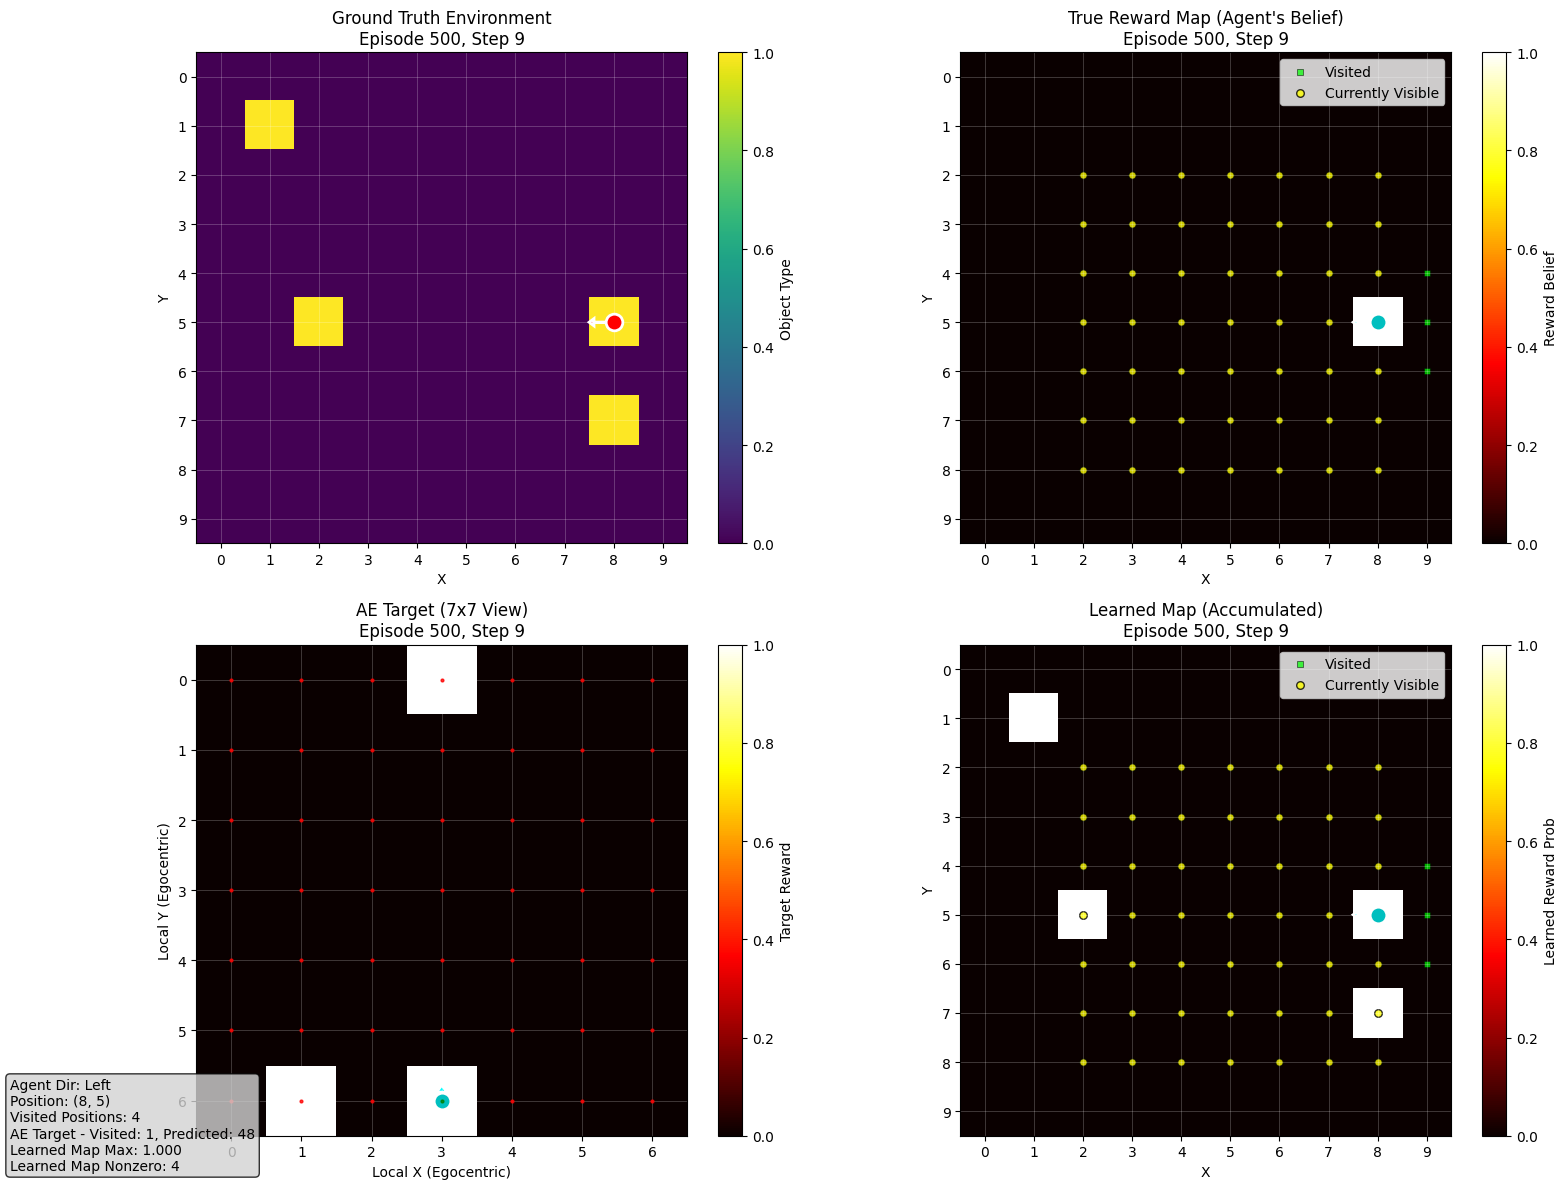 Ground Truth Environment
Episode 500, Step 9
0
1
2
3
4
5
6
7
8
9
Y
0 1 2 3 4 5 6 7 8 9
X
1.0
0.8
0.6
0.4
0.2
0.0
Object Type
True Reward Map (Agent's Belief)
Episode 500, Step 9
Visited
Currently Visible
0
1
2
3
4
5
6
7
8
9
Y
0 1 2 3 4 5 6 7 8 9
X
1.0
0.8
0.6
0.4
0.2
0.0
Reward Belief
AE Target (7x7 View)
Episode 500, Step 9
0
1
2
3
4
5
6
Local Y (Egocentric)
0 1 2 3 4 5 6
Local X (Egocentric)
1.0
0.8
0.6
0.4
0.2
0.0
Target Reward
Agent Dir: Left
Position: (8, 5)
Visited Positions: 4
AE Target - Visited: 1, Predicted: 48
Learned Map Max: 1.000
Learned Map Nonzero: 4
Learned Map (Accumulated)
Episode 500, Step 9
Visited
Currently Visible
0
1
2
3
4
5
6
7
8
9
Y
0 1 2 3 4 5 6 7 8 9
X
1.0
0.8
0.6
0.4
0.2
0.0
Learned Reward Prob